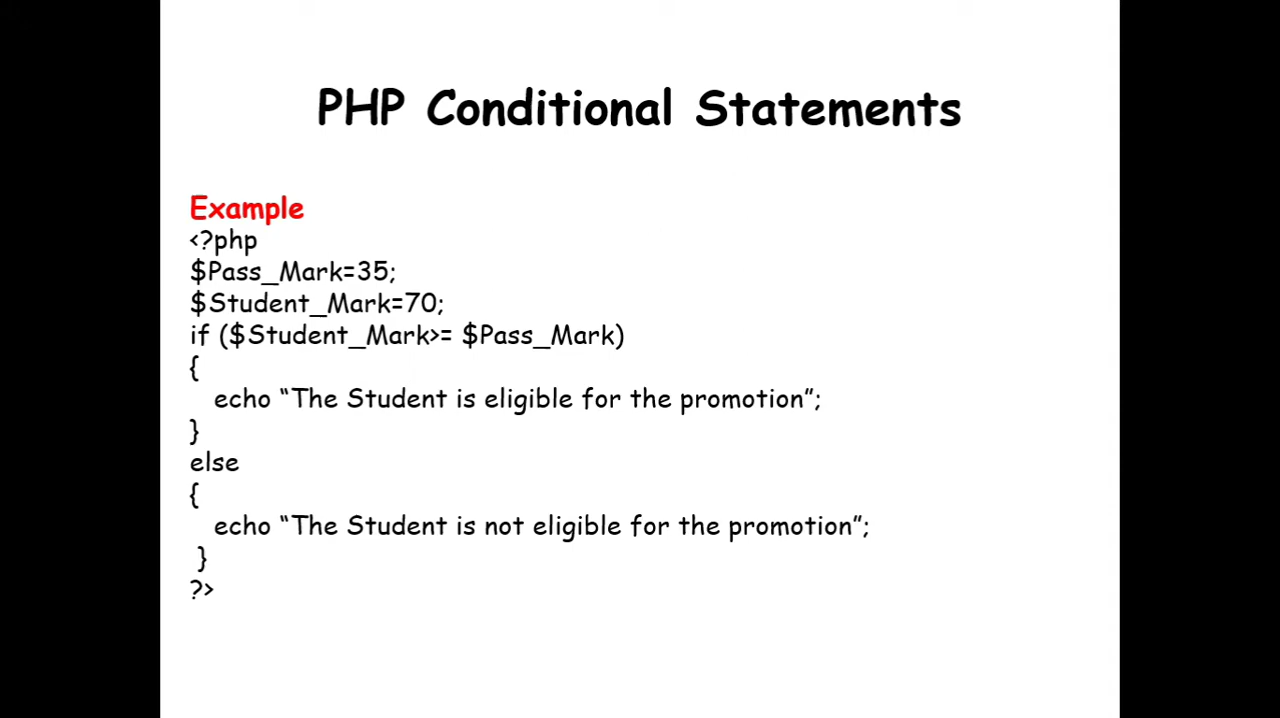 PHP Conditional Statements
Example
<?php
$Pass_Mark=35;
$Student_Mark=70;
if ($Student_Mark>= $Pass_Mark)
{
echo “The Student is eligible for the promotion”;
}
else
{
echo “The Student is not eligible for the promotion”;
}
?>